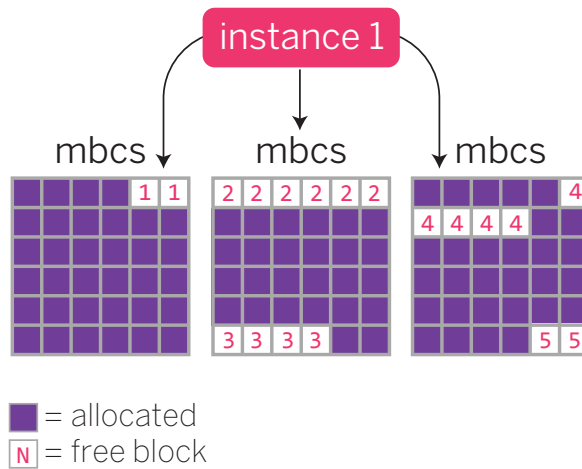 instance 1
mbcs mbcs mbcs
1 1 2 2 2 2 2 2 4
4 4 4 4
3 3 3 3 5 5
= allocated
N = free block